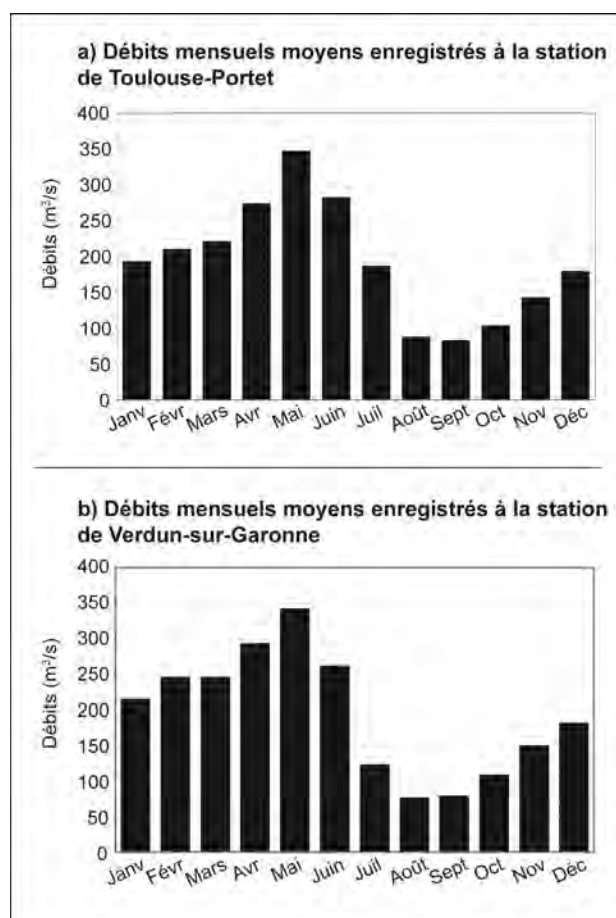 a) Débits mensuels moyens enregistrés à la station
de Toulouse-Portet
Débits (m³/s)
400
350
300
250
200
150
100
50
0
Janv Févr Mars Avr Mai Juin Juil Août Sept Oct Nov Déc
b) Débits mensuels moyens enregistrés à la station
de Verdun-sur-Garonne
Débits (m³/s)
400
350
300
250
200
150
100
50
0
Janv Févr Mars Avr Mai Juin Juil Août Sept Oct Nov Déc